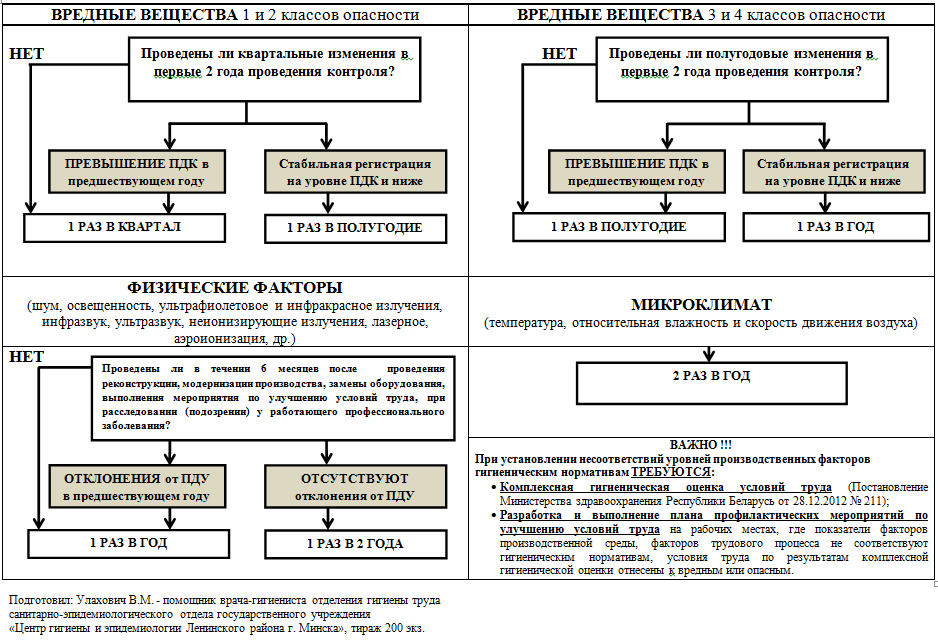 ВРЕДНЫЕ ВЕЩЕСТВА 1 и 2 классов опасности
НЕТ
Проведены ли квартальные изменения в
первые 2 года проведения контроля?
ПРЕВЫШЕНИЕ ПДК в
предшествующем году
Стабильная регистрация
на уровне ПДК и ниже
1 РАЗ В КВАРТАЛ
1 РАЗ В ПОЛУГОДИЕ
ВРЕДНЫЕ ВЕЩЕСТВА 3 и 4 классов опасности
НЕТ
Проведены ли полугодовые изменения в
первые 2 года проведения контроля?
ПРЕВЫШЕНИЕ ПДК в
предшествующем году
Стабильная регистрация
на уровне ПДК и ниже
1 РАЗ В ПОЛУГОДИЕ
1 РАЗ В ГОД
ФИЗИЧЕСКИЕ ФАКТОРЫ
(шум, освещенность, ультрафиолетовое и инфракрасное излучения,
инфразвук, ультразвук, неионизирующие излучения, лазерное,
аэроионизация, др.)
НЕТ
Проведены ли в течении 6 месяцев после проведения
реконструкции, модернизации производства, замены оборудования,
выполнения мероприятия по улучшению условий труда, при
расследовании (подозрении) у работающего профессионального
заболевания?
ОТКЛОНЕНИЯ от ПДУ
в предшествующем году
ОТСУТСТВУЮТ
отклонения от ПДУ
1 РАЗ В ГОД
1 РАЗ В 2 ГОДА
МИКРОКЛИМАТ
(температура, относительная влажность и скорость движения воздуха)
2 РАЗ В ГОД
ВАЖНО !!!
При установлении несоответствий уровней производственных факторов
гигиеническим нормативам ТРЕБУЮТСЯ:
• Комплексная гигиеническая оценка условий труда (Постановление
Министерства здравоохранения Республики Беларусь от 28.12.2012 № 211);
• Разработка и выполнение плана профилактических мероприятий по
улучшению условий труда на рабочих местах, где показатели факторов
производственной среды, факторов трудового процесса не соответствуют
гигиеническим нормативам, условия труда по результатам комплексной
гигиенической оценки отнесены к вредным или опасным.
Подготовил: Улахович В.М. - помощник врача-гигиениста отделения гигиены труда
санитарно-эпидемиологического отдела государственного учреждения
«Центр гигиены и эпидемиологии Ленинского района г. Минска», тираж 200 экз.